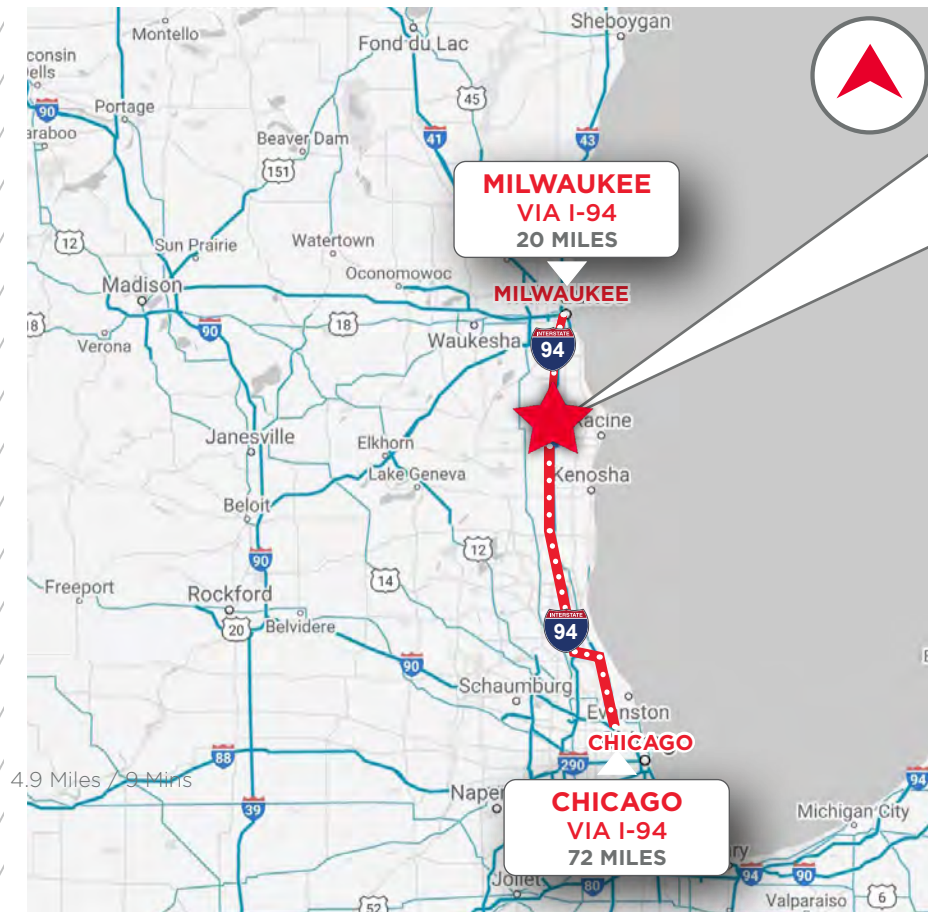 Sheboygan
Montello
Fond du Lac
consin
ells
90
Portage
45
araboo
Beaver Dam
41
43
151
MILWAUKEE
VIA I-94
20 MILES
12
Sun Prairie
Watertown
Oconomowoc
Madison
MILWAUKEE
18
90
18
Verona
Waukesha
INTERSTATE
94
Racine
Janesville
Elkhorn
Lake Geneva
Kenosha
Beloit
12
90
14
Freeport
Rockford
20
Belvidere
INTERSTATE
94
90
Schaumburg
Evanston
CHICAGO
88
290
4.9 Miles / 9 Mins
94
39
Naper
CHICAGO
VIA I-94
72 MILES
Michigan City
ry
94
90
Joliet
80
52
Valparaiso
6